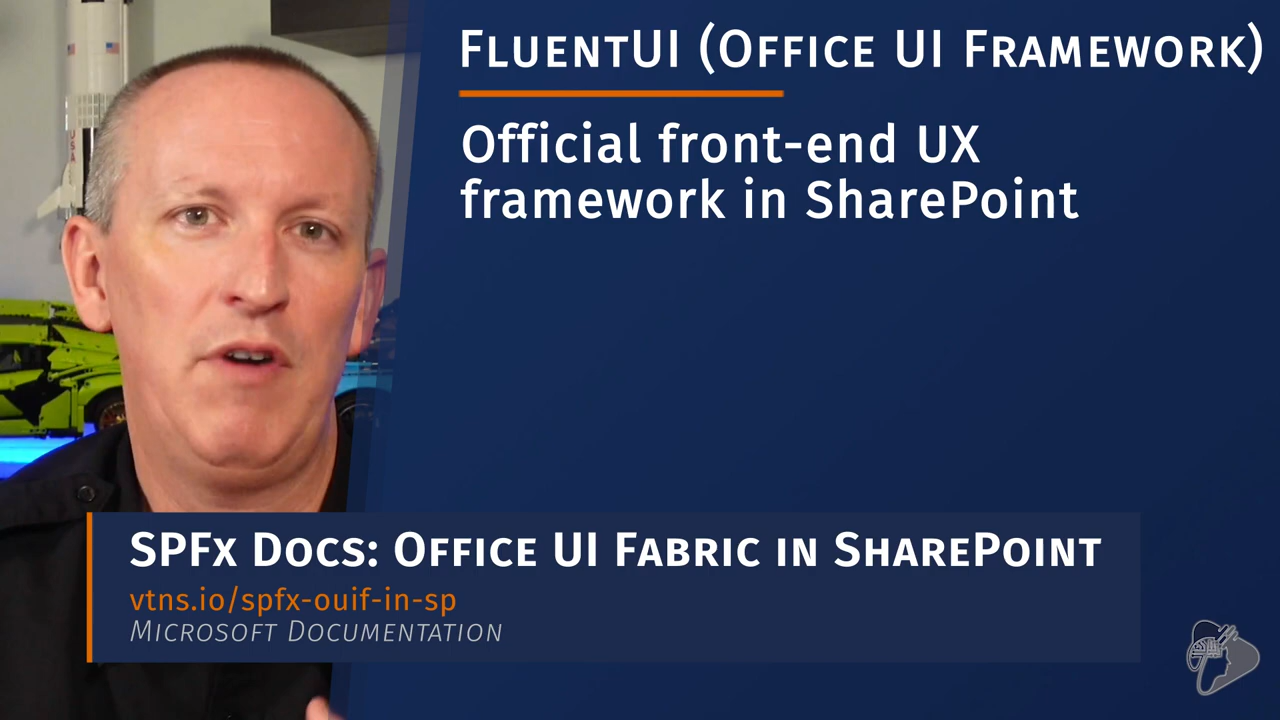 FLUENTUI (OFFICE UI FRAMEWORK)
Official front-end UX
framework in SharePoint
USA
SPFX DOCS: OFFICE UI FABRIC IN SHAREPOINT
vtns.io/spfx-ouif-in-sp
MICROSOFT DOCUMENTATION